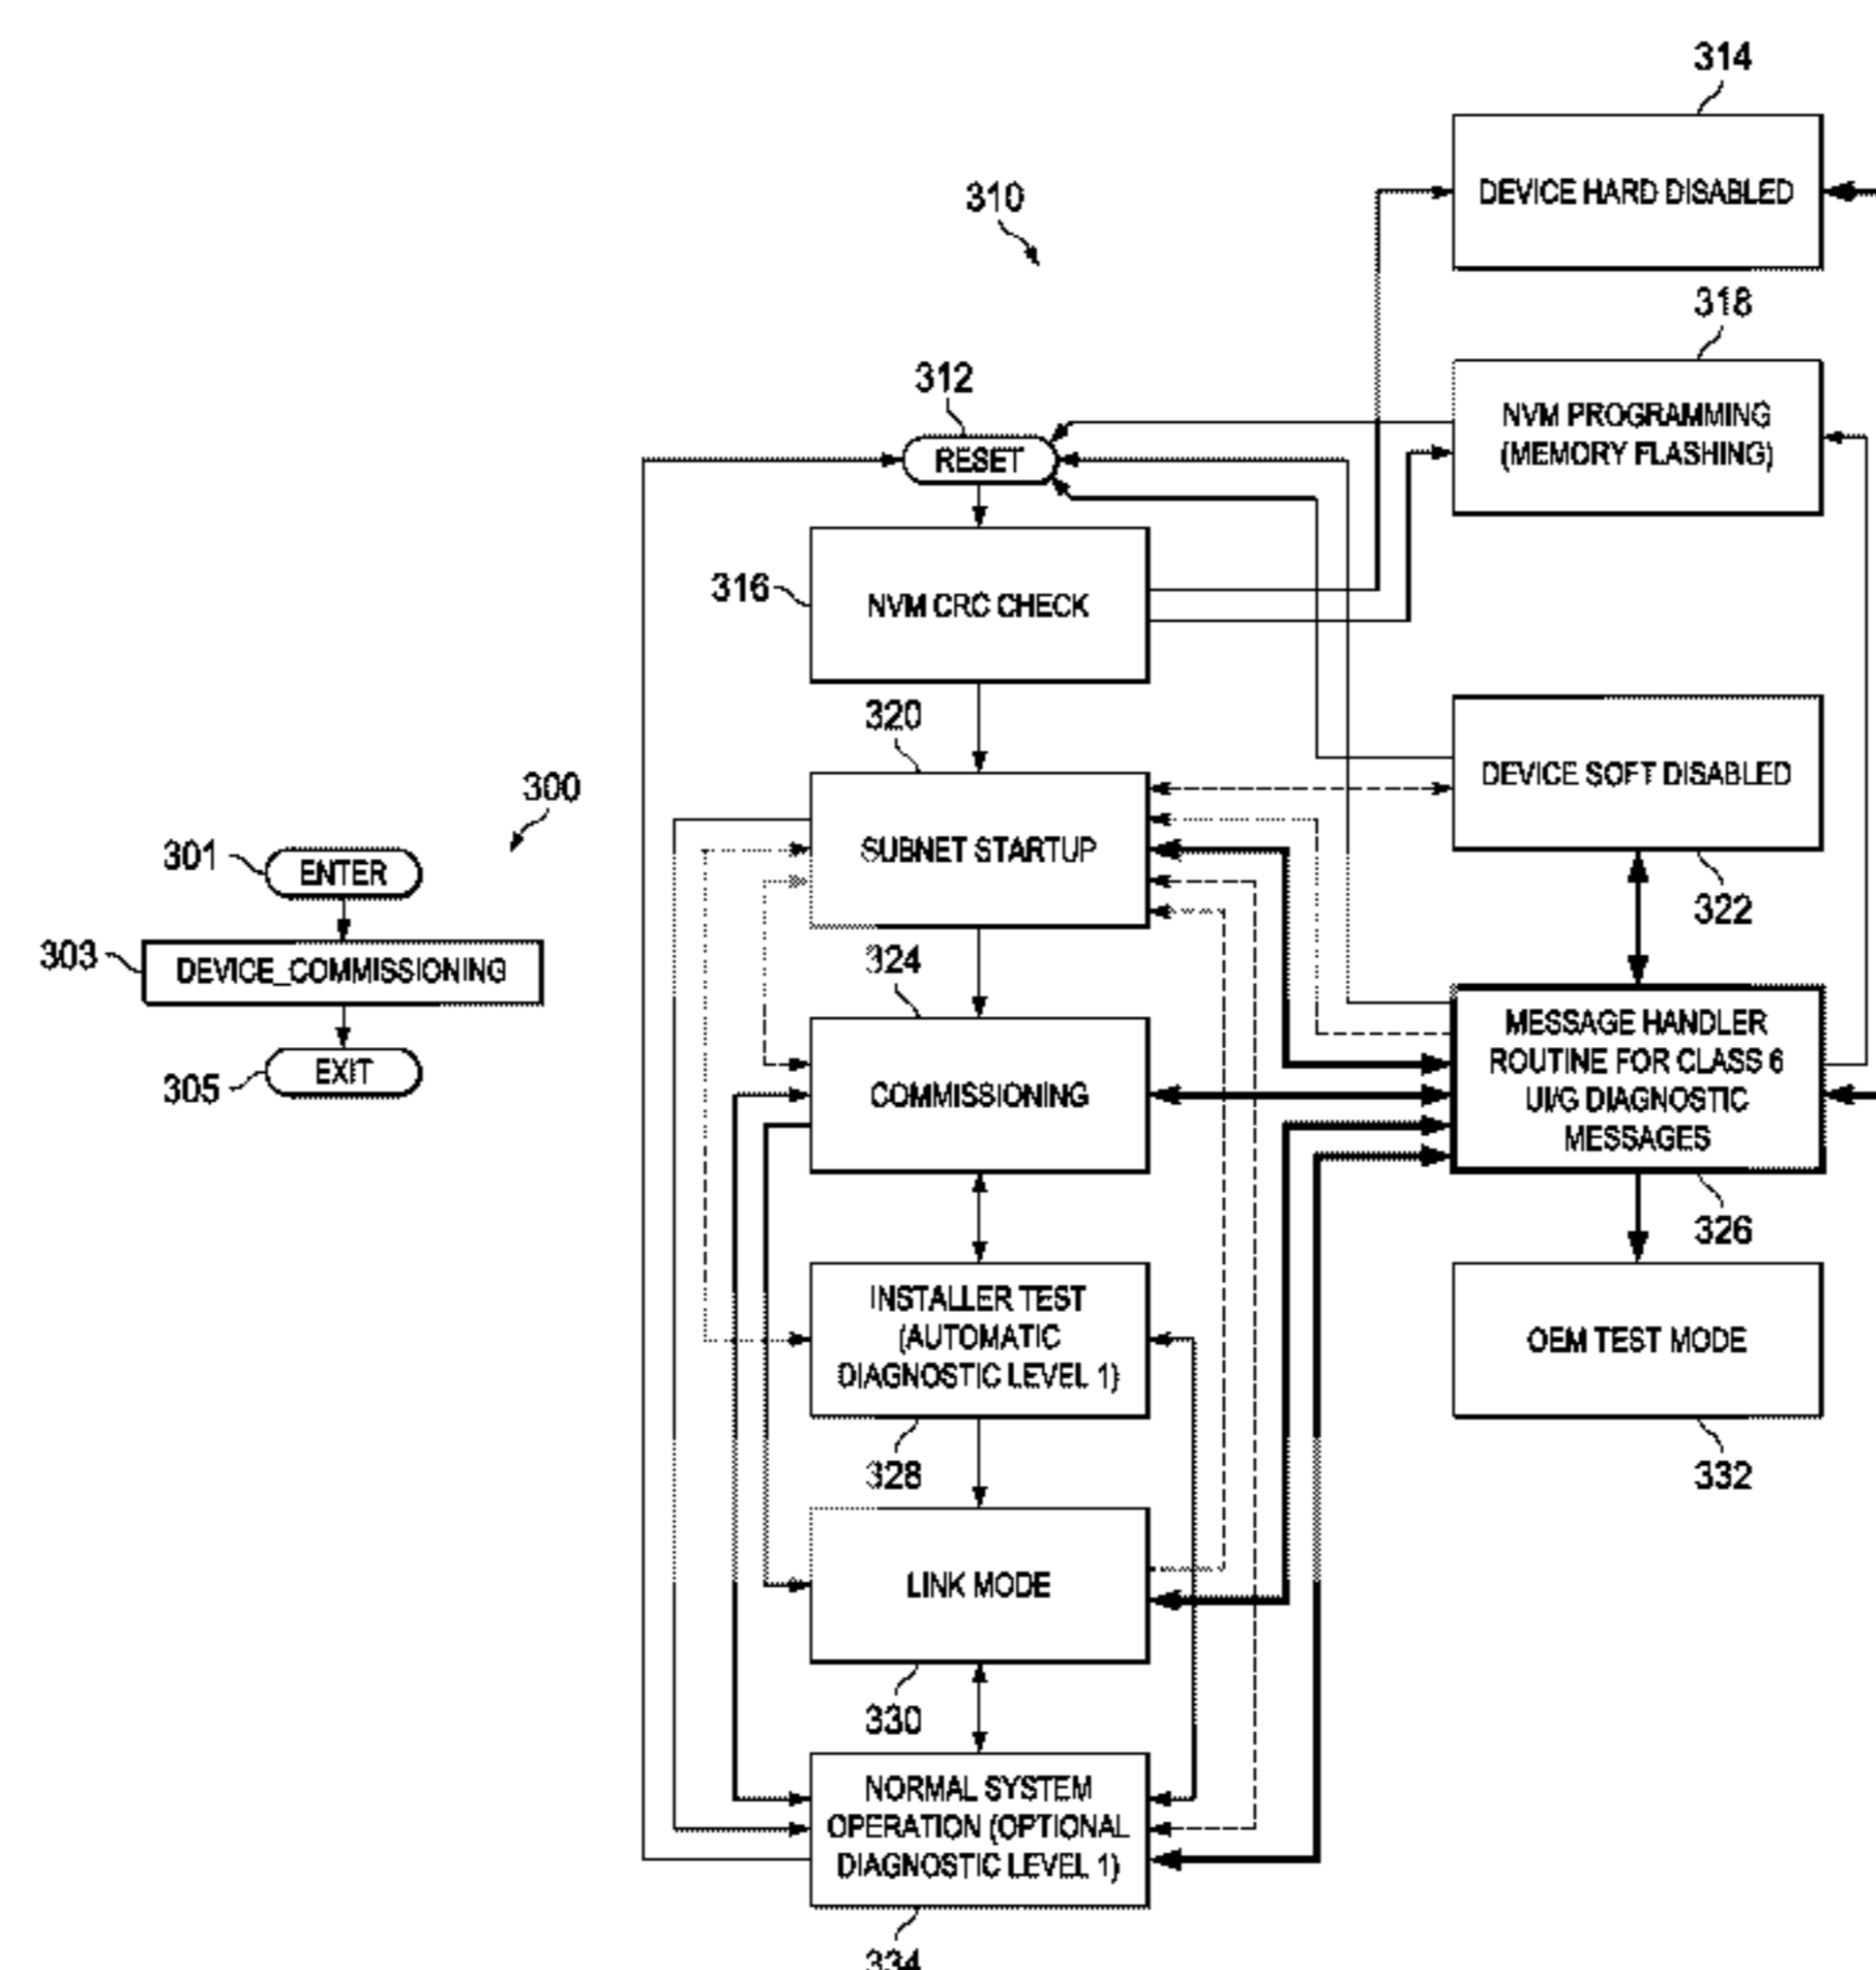 314
DEVICE HARD DISABLED
310
318
NVM PROGRAMMING
(MEMORY FLASHING)
312
RESET
316
NVM CRC CHECK
320
SUBNET STARTUP
DEVICE SOFT DISABLED
322
300
301
ENTER
303
DEVICE_COMMISSIONING
305
EXIT
324
COMMISSIONING
MESSAGE HANDLER
ROUTINE FOR CLASS 6
UI/G DIAGNOSTIC
MESSAGES
326
INSTALLER TEST
(AUTOMATIC
DIAGNOSTIC LEVEL 1)
328
OEM TEST MODE
332
LINK MODE
330
NORMAL SYSTEM
OPERATION (OPTIONAL
DIAGNOSTIC LEVEL 1)
334